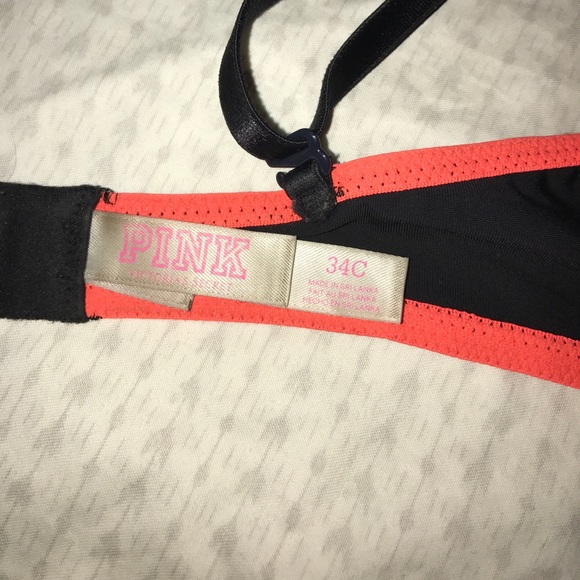 PINK
VICTORIA'S SECRET
34C
MADE IN SRI LANKA
FAIT AU SRI LANKA
HECHO EN SRI LANKA